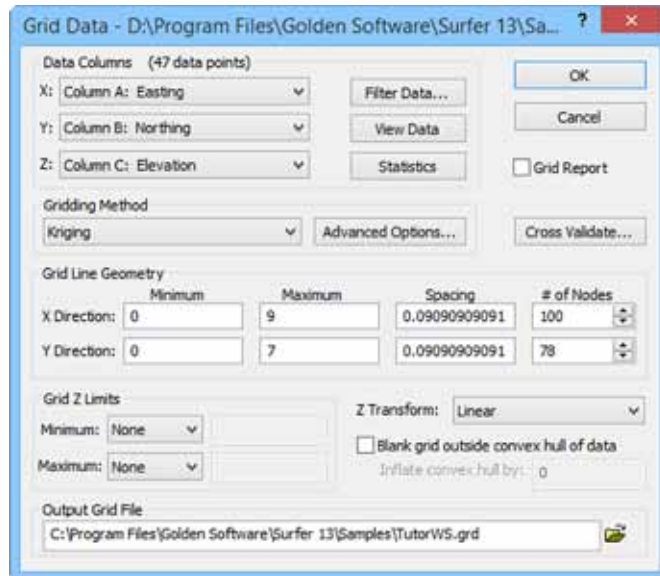 Grid Data - D:\Program Files\Golden Software\Surfer 13\Sa... ? ×
Data Columns (47 data points)
X: Column A: Easting
Filter Data...
OK
Y: Column B: Northing
View Data
Cancel
Z: Column C: Elevation
Statistics
Grid Report
Gridding Method
Kriging
Advanced Options...
Cross Validate...
Grid Line Geometry
Minimum Maximum Spacing # of Nodes
X Direction: 0 9 0.09090909091 100
Y Direction: 0 7 0.09090909091 78
Grid Z Limits
Minimum: None
Maximum: None
Z Transform: Linear
Blank grid outside convex hull of data
Inflate convex hull by: 0
Output Grid File
C:\Program Files\Golden Software\Surfer 13\Samples\TutorWS.grd